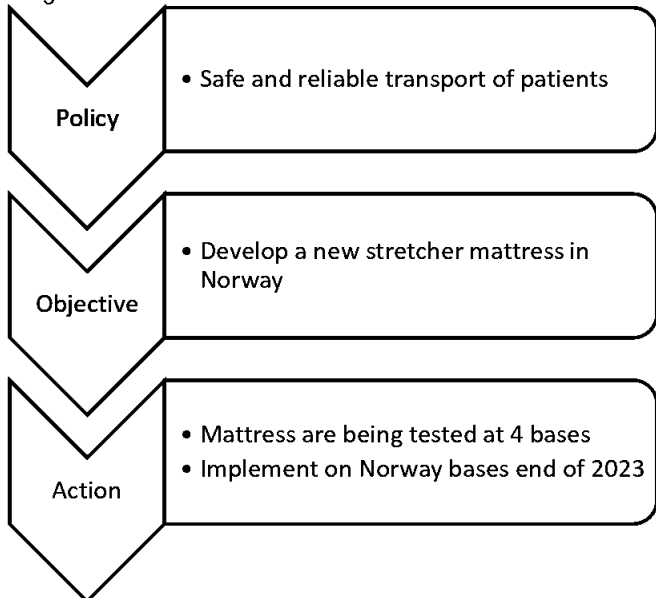 Policy
• Safe and reliable transport of patients
Objective
• Develop a new stretcher mattress in
Norway
Action
• Mattress are being tested at 4 bases
• Implement on Norway bases end of 2023